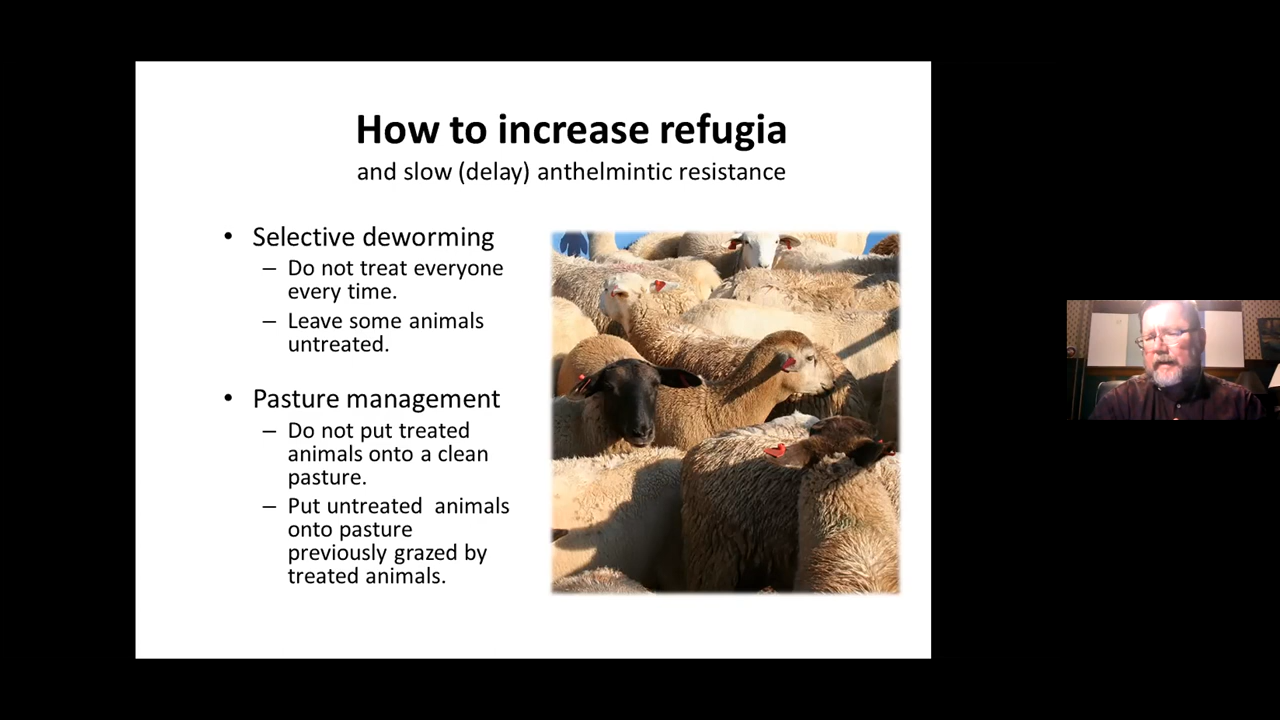 How to increase refugia
and slow (delay) anthelmintic resistance
• Selective deworming
– Do not treat everyone
every time.
– Leave some animals
untreated.
• Pasture management
– Do not put treated
animals onto a clean
pasture.
– Put untreated animals
onto pasture
previously grazed by
treated animals.